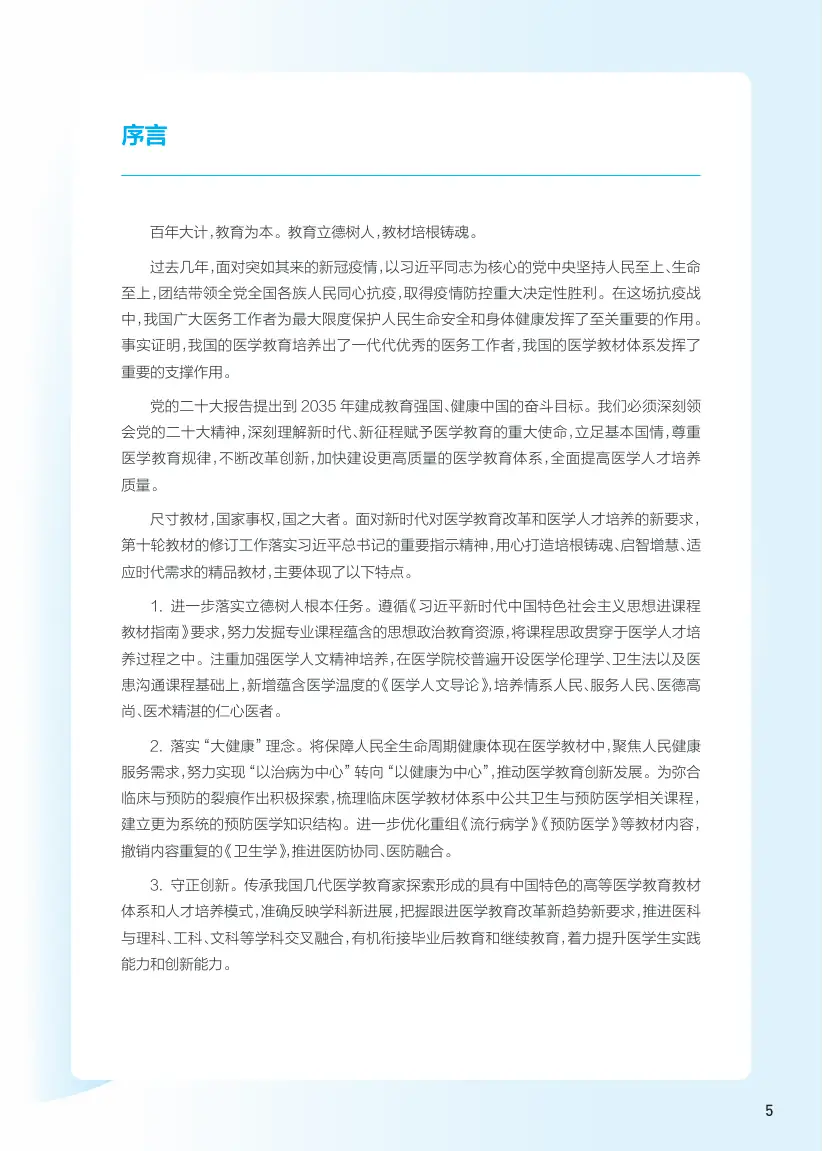 序言
百年大计，教育为本。教育立德树人，教材培根铸魂。
过去几年，面对突如其来的新冠疫情，以习近平同志为核心的党中央坚持人民至上、生命
至上，团结带领全党全国各族人民同心抗疫，取得疫情防控重大决定性胜利。在这场抗疫战
中，我国广大医务工作者为最大限度保护人民生命安全和身体健康发挥了至关重要的作用。
事实证明，我国的医学教育培养出了一代代优秀的医务工作者，我国的医学教材体系发挥了
重要的支撑作用。
党的二十大报告提出到 2035 年建成教育强国、健康中国的奋斗目标。我们必须深刻领
会党的二十大精神，深刻理解新时代、新征程赋予医学教育的重大使命，立足基本国情，尊重
医学教育规律，不断改革创新，加快建设更高质量的医学教育体系，全面提高医学人才培养
质量。
尺寸教材，国家事权，国之大者。面对新时代对医学教育改革和医学人才培养的新要求，
第十轮教材的修订工作落实习近平总书记的重要指示精神，用心打造培根铸魂、启智增慧、适
应时代需求的精品教材，主要体现了以下特点。
1. 进一步落实立德树人根本任务。遵循《习近平新时代中国特色社会主义思想进课程
教材指南》要求，努力发掘专业课程蕴含的思想政治教育资源，将课程思政贯穿于医学人才培
养过程之中。注重加强医学人文精神培养，在医学院校普遍开设医学伦理学、卫生法以及医
患沟通课程基础上，新增蕴含医学温度的《医学人文导论》，培养情系人民、服务人民、医德高
尚、医术精湛的仁心医者。
2. 落实“大健康”理念。将保障人民全生命周期健康体现在医学教材中，聚焦人民健康
服务需求，努力实现“以治病为中心”转向“以健康为中心”，推动医学教育创新发展。为弥合
临床与预防的裂痕作出积极探索，梳理临床医学教材体系中公共卫生与预防医学相关课程，
建立更为系统的预防医学知识结构。进一步优化重组《流行病学》《预防医学》等教材内容，
撤销内容重复的《卫生学》，推进医防协同、医防融合。
3. 守正创新。传承我国几代医学教育家探索形成的具有中国特色的高等医学教育教材
体系和人才培养模式，准确反映学科新进展，把握跟进医学教育改革新趋势新要求，推进医科
与理科、工科、文科等学科交叉融合，有机衔接毕业后教育和继续教育，着力提升医学生实践
能力和创新能力。
5